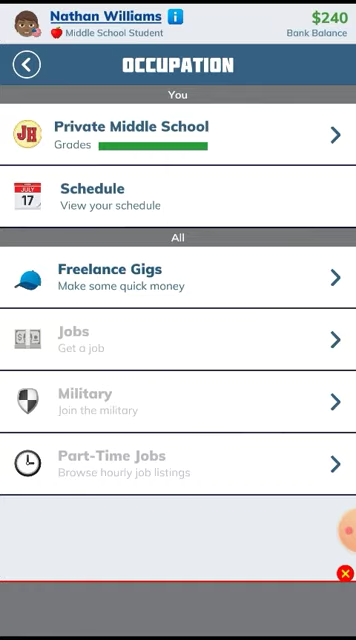 Nathan Williams
$240
Middle School Student
Bank Balance
OCCUPATION
You
JH
Private Middle School
Grades
JULY
17
Schedule
View your schedule
All
Freelance Gigs
Make some quick money
Jobs
Get a job
Military
Join the military
Part-Time Jobs
Browse hourly job listings